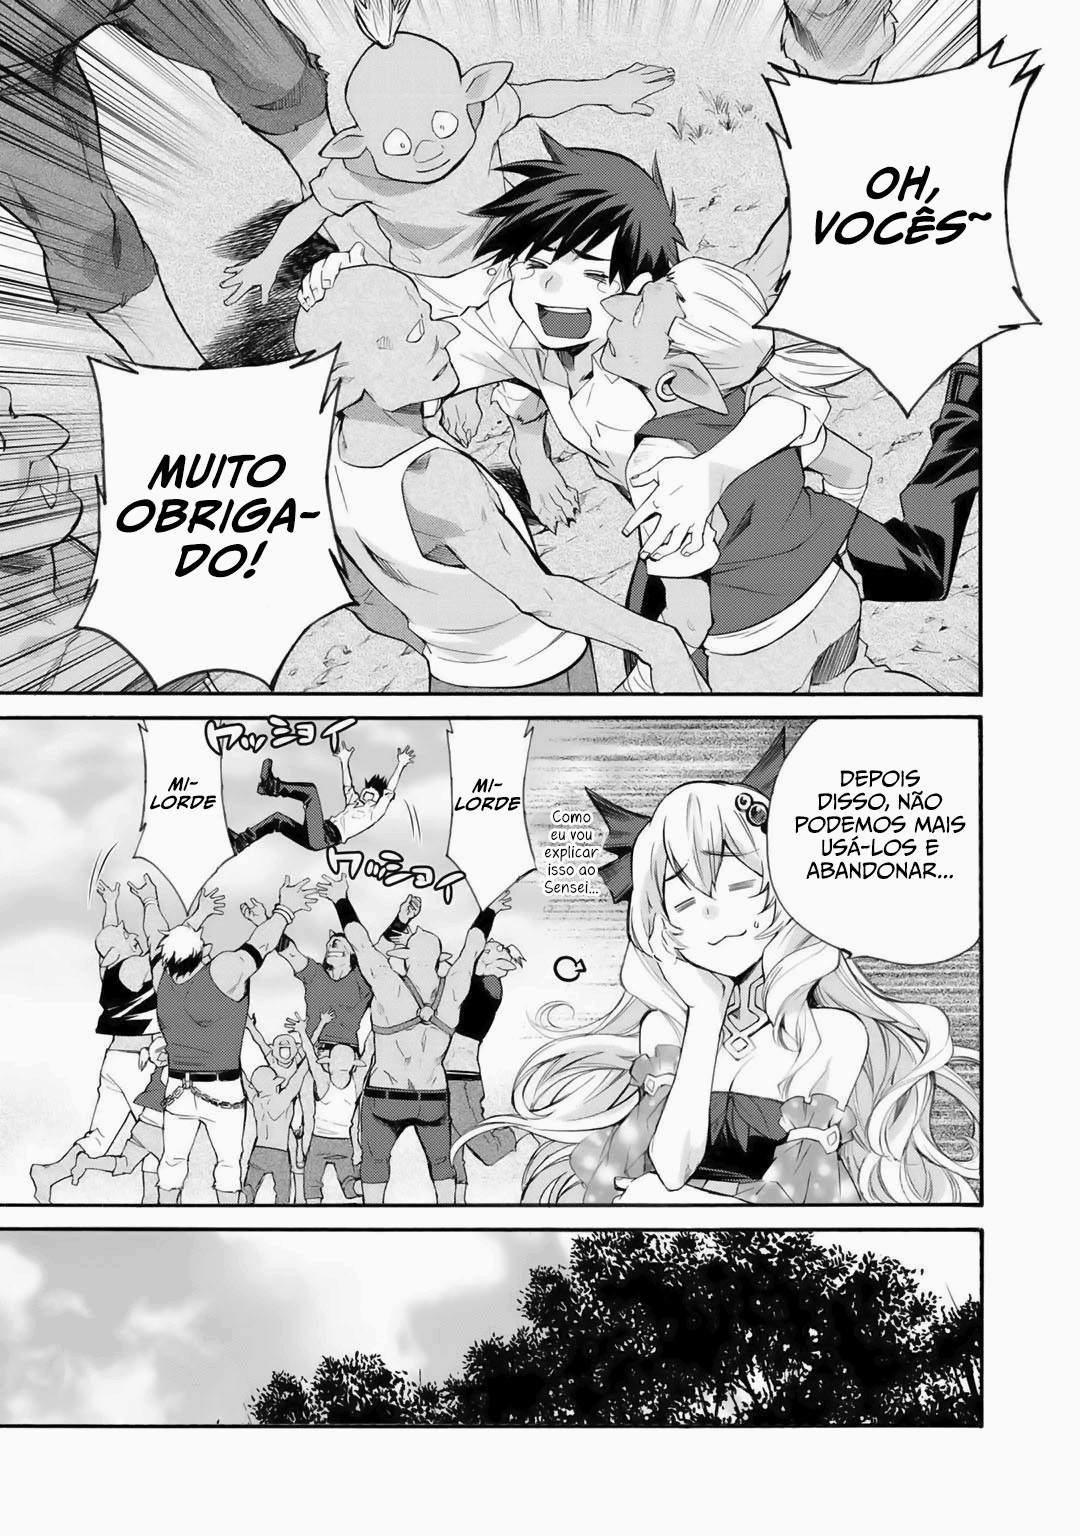 OH,
VOCÊS~
MUITO
OBRIGA-
DO!
DEPOIS
DISSO, NÃO
PODEMOS MAIS
USÁ-LOS E
ABANDONAR...
Como
eu vou
explicar
isso ao
Sensei...
MI-
LORDE
ワッショイ
ワッショイ
MI-
LORDE